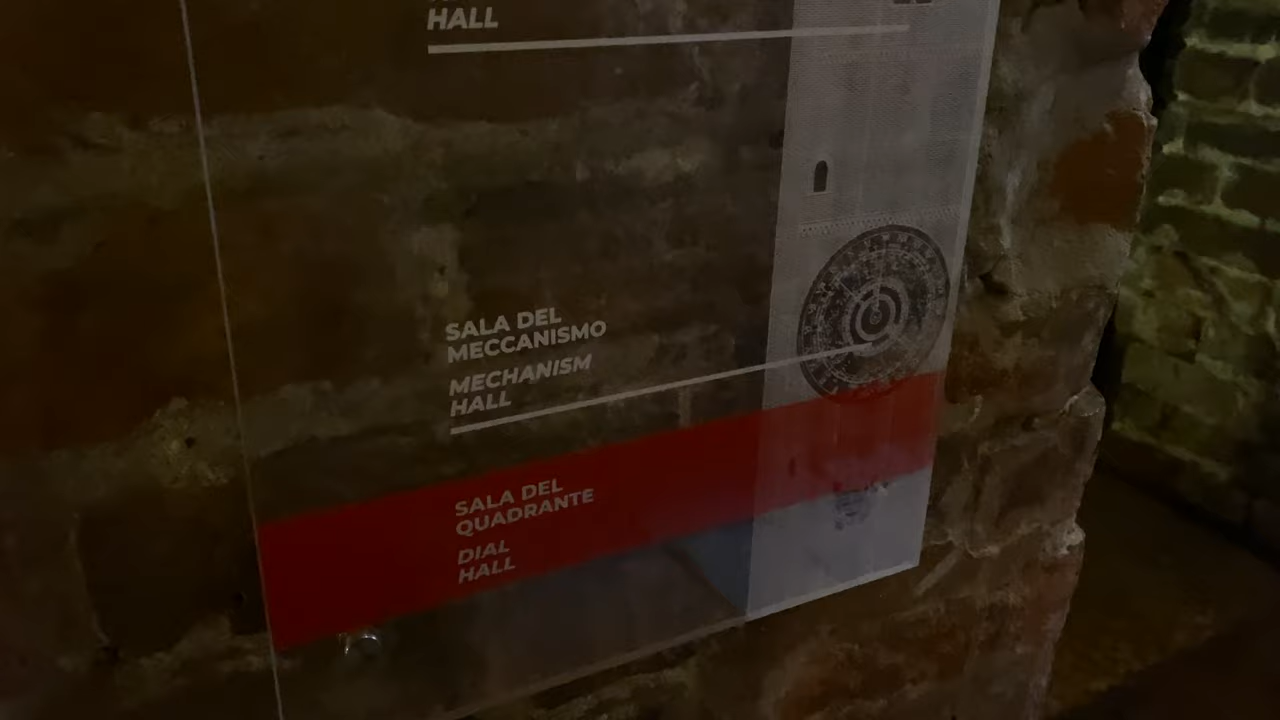 HALL
SALA DEL
MECCANISMO
MECHANISM
HALL
SALA DEL
QUADRANTE
DIAL
HALL